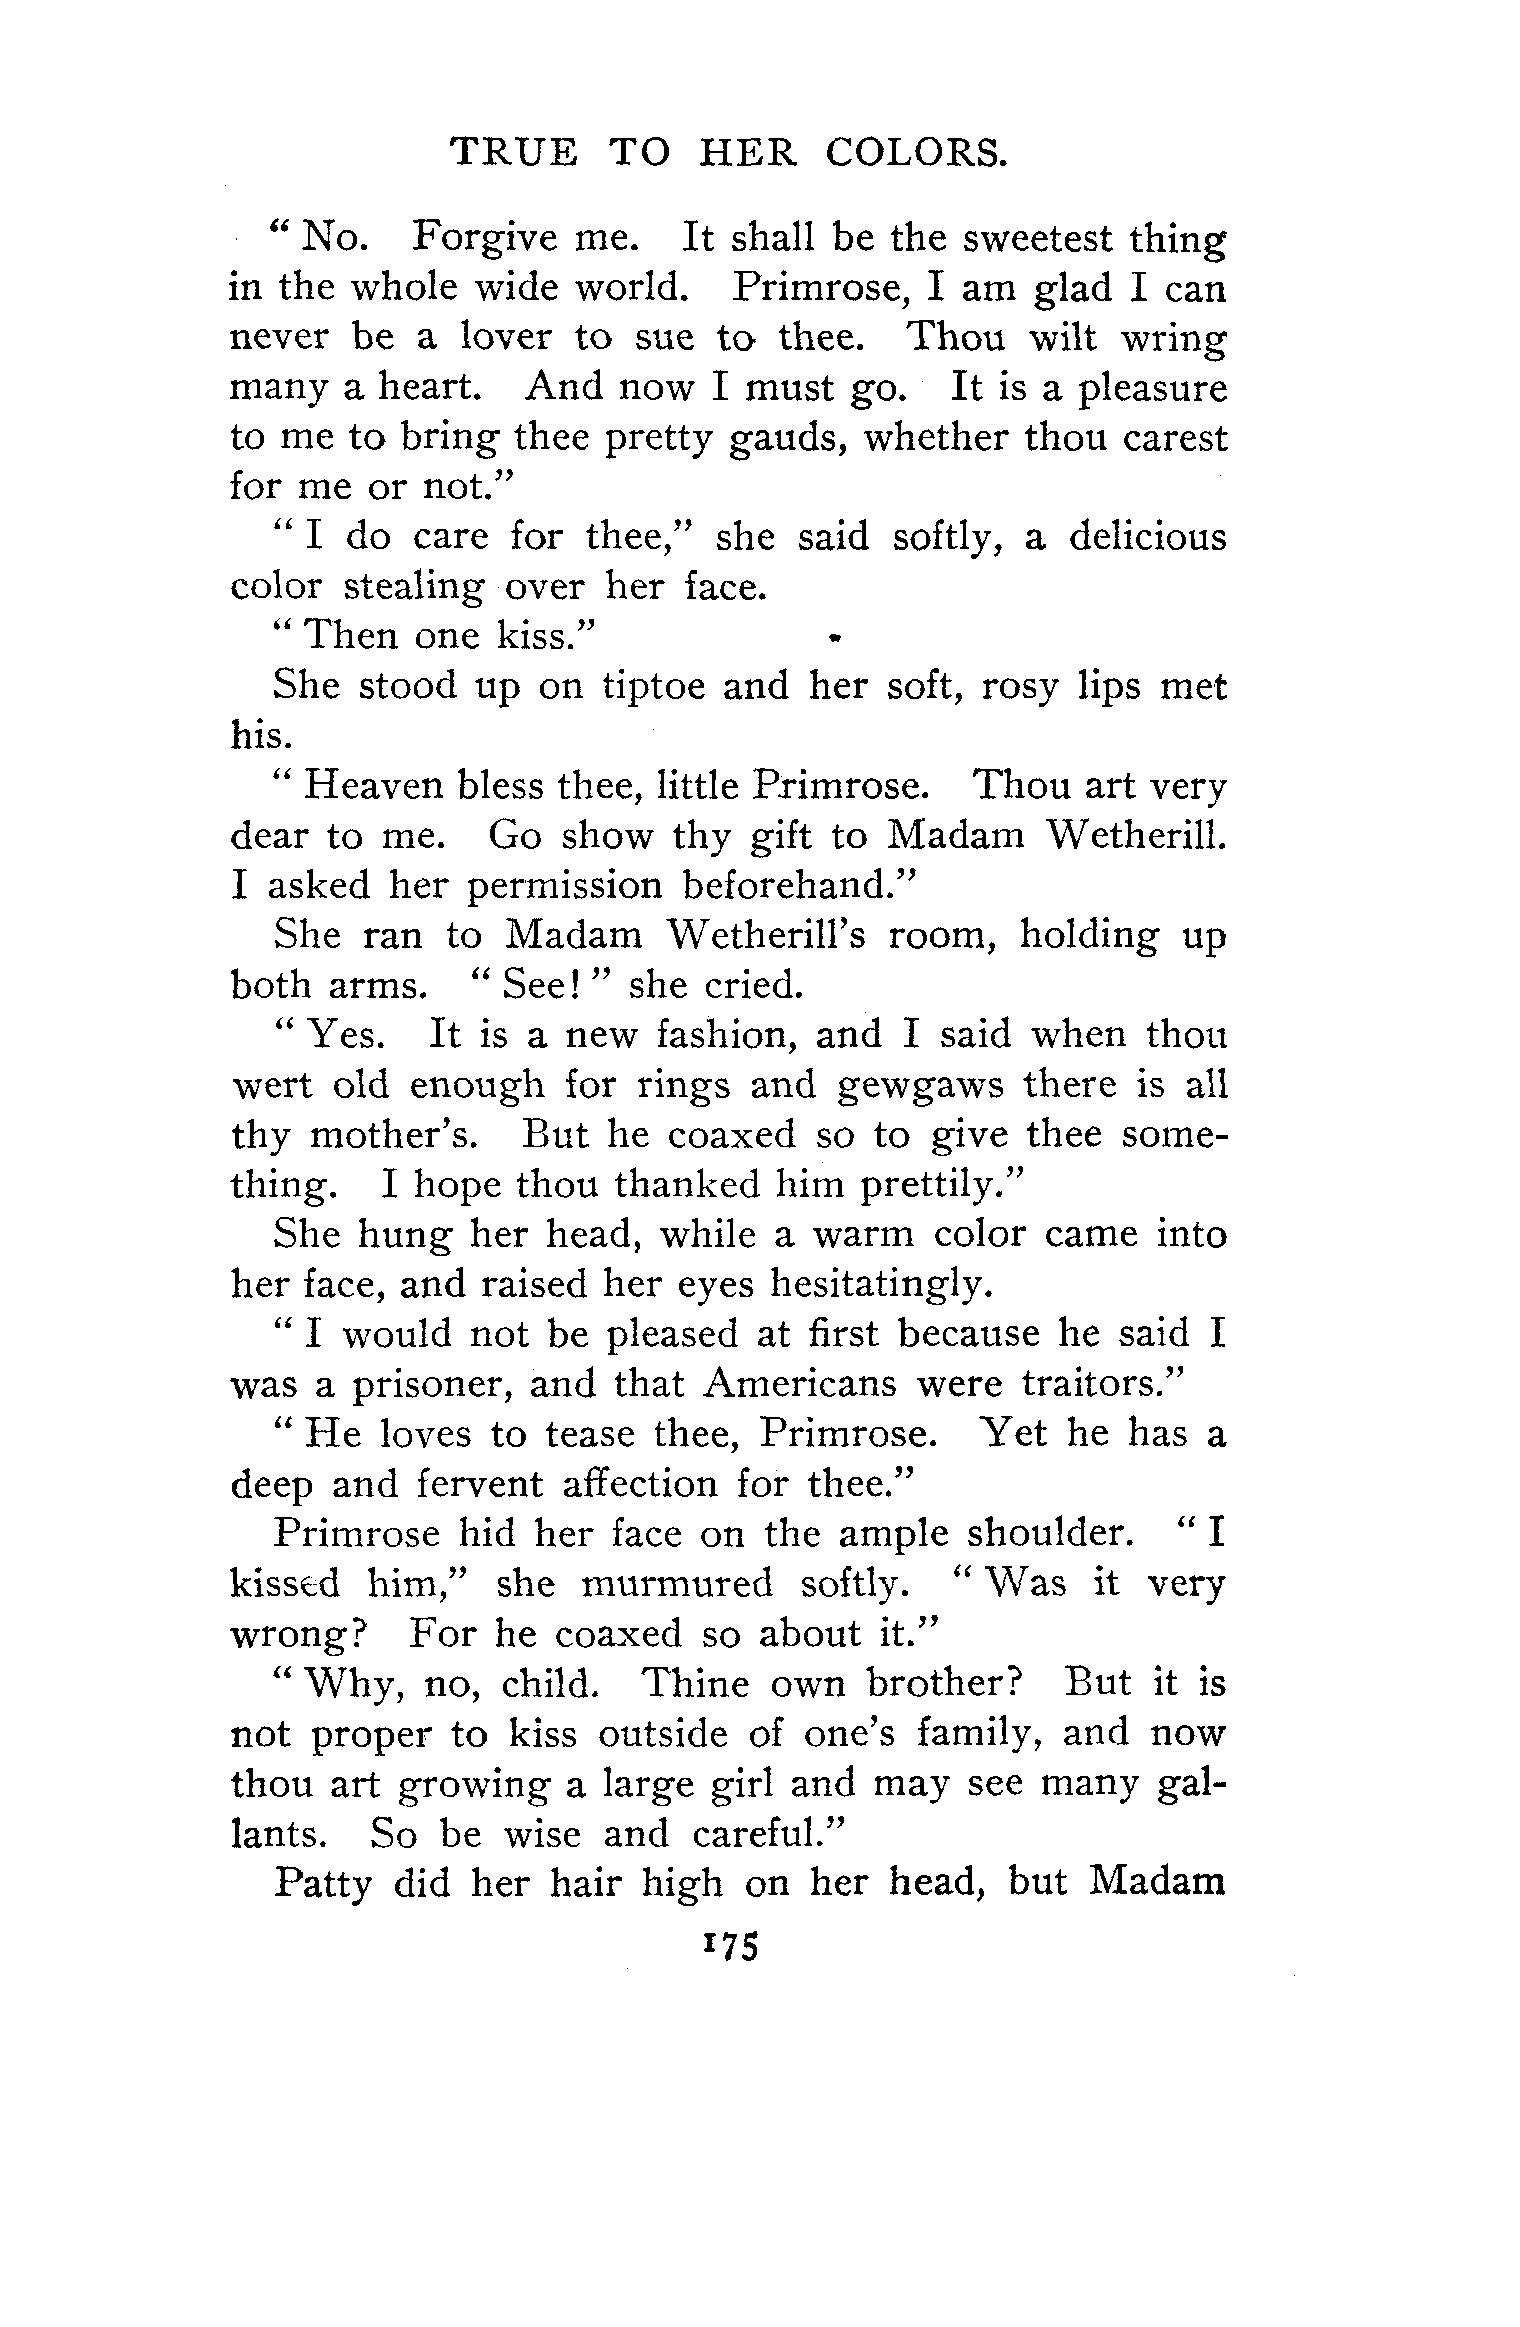 TRUE TO HER COLORS.
“ No. Forgive me. It shall be the sweetest thing
in the whole wide world. Primrose, I am glad I can
never be a lover to sue to thee. Thou wilt wring
many a heart. And now I must go. It is a pleasure
to me to bring thee pretty gauds, whether thou carest
for me or not.”
“ I do care for thee,” she said softly, a delicious
color stealing over her face.
“ Then one kiss.”
She stood up on tiptoe and her soft, rosy lips met
his.
“ Heaven bless thee, little Primrose. Thou art very
dear to me. Go show thy gift to Madam Wetherill.
I asked her permission beforehand.”
She ran to Madam Wetherill’s room, holding up
both arms. “ See! ” she cried.
“ Yes. It is a new fashion, and I said when thou
wert old enough for rings and gewgaws there is all
thy mother’s. But he coaxed so to give thee some-
thing. I hope thou thanked him prettily.”
She hung her head, while a warm color came into
her face, and raised her eyes hesitatingly.
“ I would not be pleased at first because he said I
was a prisoner, and that Americans were traitors.”
“ He loves to tease thee, Primrose. Yet he has a
deep and fervent affection for thee.”
Primrose hid her face on the ample shoulder. “ I
kissed him,” she murmured softly. “ Was it very
wrong? For he coaxed so about it.”
“ Why, no, child. Thine own brother? But it is
not proper to kiss outside of one’s family, and now
thou art growing a large girl and may see many gal-
lants. So be wise and careful.”
Patty did her hair high on her head, but Madam
175